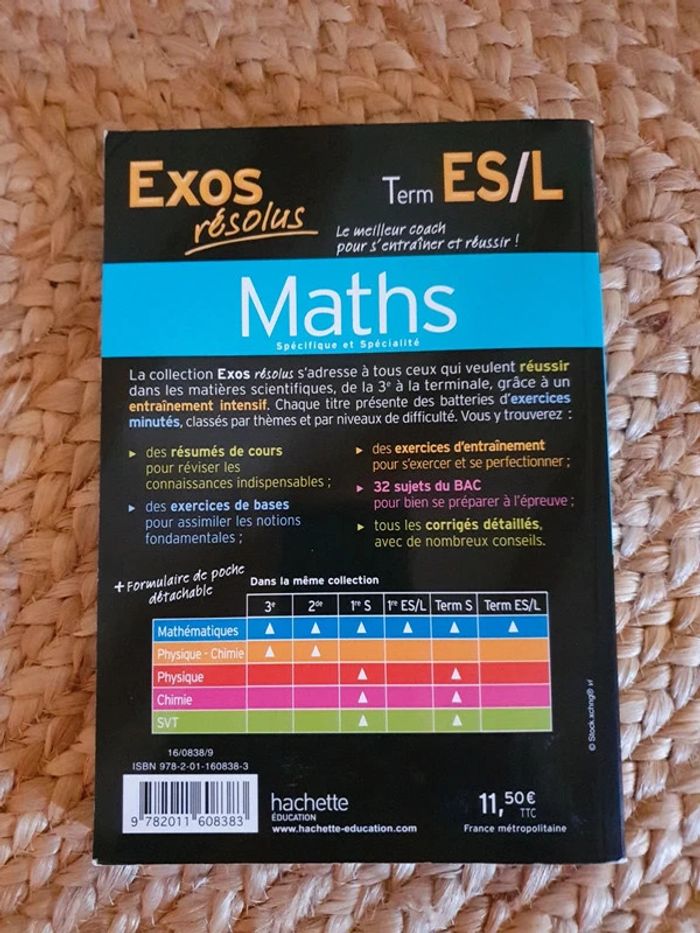 Exos
résolus
Term ES/L
Le meilleur coach
pour s'entraîner et réussir !
Maths
Spécifique et Spécialité
La collection Exos résolus s'adresse à tous ceux qui veulent réussir
dans les matières scientifiques, de la 3e à la terminale, grâce à un
entraînement intensif. Chaque titre présente des batteries d'exercices
minutés, classés par thèmes et par niveaux de difficulté. Vous y trouverez :
▸ des résumés de cours
pour réviser les
connaissances indispensables ;
▸ des exercices de bases
pour assimiler les notions
fondamentales ;
▸ des exercices d'entraînement
pour s'exercer et se perfectionner ;
▸ 32 sujets du BAC
pour bien se préparer à l'épreuve ;
▸ tous les corrigés détaillés,
avec de nombreux conseils.
+ Formulaire de poche
détachable
Dans la même collection
3e 2de 1re S 1re ES/L Term S Term ES/L
Mathématiques ▲ ▲ ▲ ▲ ▲ ▲
Physique - Chimie ▲ ▲
Physique ▲ ▲
Chimie ▲ ▲
SVT ▲ ▲
© Stock.xchng® vi
16/0838/9
ISBN 978-2-01-160838-3
9 782011 608383
hachette
ÉDUCATION
www.hachette-education.com
11,50 €
TTC
France métropolitaine